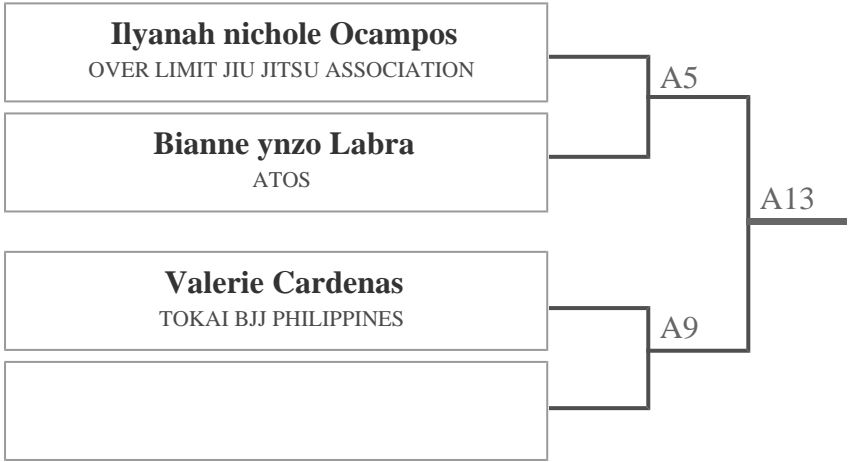 Ilyanah nichole Ocampos
OVER LIMIT JIU JITSU ASSOCIATION
A5
Bianne ynzo Labra
ATOS
A13
Valerie Cardenas
TOKAI BJJ PHILIPPINES
A9